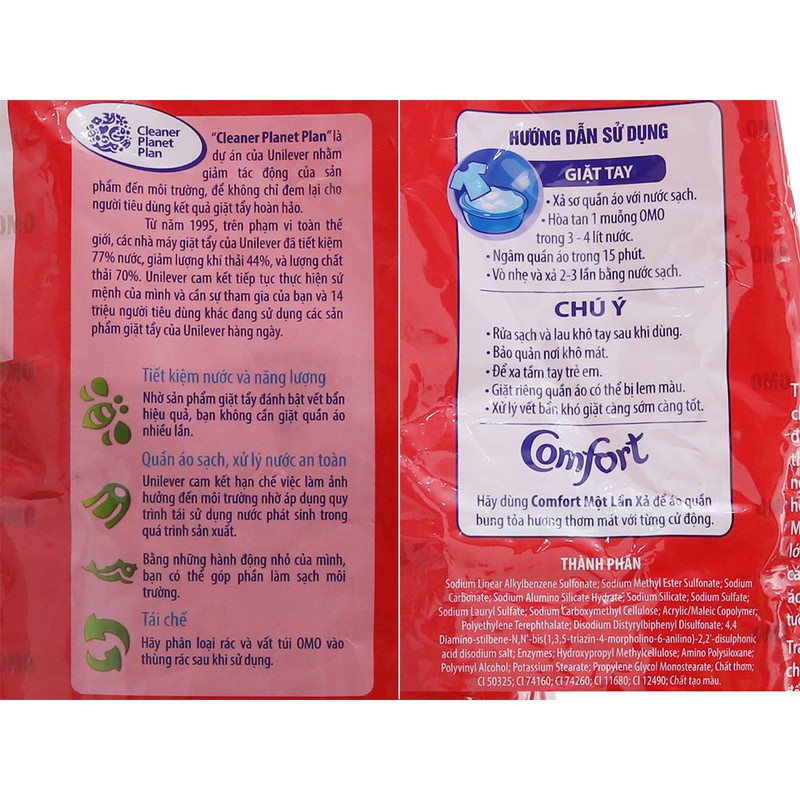 Cleaner
Planet
Plan
"Cleaner Planet Plan" là
dự án của Unilever nhằm
giảm tác động của sản
phẩm đến môi trường, để không chỉ đem lại cho
người tiêu dùng kết quả giặt tẩy hoàn hảo.
Từ năm 1995, trên phạm vi toàn thế
giới, các nhà máy giặt tẩy của Unilever đã tiết kiệm
77% nước, giảm lượng khí thải 44%, và lượng chất
thải 70%. Unilever cam kết tiếp tục thực hiện sứ
mệnh của mình và cần sự tham gia của bạn và 14
triệu người tiêu dùng khác đang sử dụng các sản
phẩm giặt tẩy của Unilever hàng ngày.
Tiết kiệm nước và năng lượng
Nhờ sản phẩm giặt tẩy đánh bật vết bẩn
hiệu quả, bạn không cần giặt quần áo
nhiều lần.
Quần áo sạch, xử lý nước an toàn
Unilever cam kết hạn chế việc làm ảnh
hưởng đến môi trường nhờ áp dụng quy
trình tái sử dụng nước phát sinh trong
quá trình sản xuất.
Bằng những hành động nhỏ của mình,
bạn có thể góp phần làm sạch môi
trường.
Tái chế
Hãy phân loại rác và vất túi OMO vào
thùng rác sau khi sử dụng.
HƯỚNG DẪN SỬ DỤNG
GIẶT TAY
• Xả sơ quần áo với nước sạch.
• Hòa tan 1 muỗng OMO
trong 3 - 4 lít nước.
• Ngâm quần áo trong 15 phút.
• Vò nhẹ và xả 2-3 lần bằng nước sạch.
CHÚ Ý
• Rửa sạch và lau khô tay sau khi dùng.
• Bảo quản nơi khô mát.
• Để xa tầm tay trẻ em.
• Giặt riêng quần áo có thể bị lem màu.
• Xử lý vết bẩn khó giặt càng sớm càng tốt.
Comfort
Hãy dùng Comfort Một Lần Xả để áo quần
bung tỏa hương thơm mát với từng cử động.
THÀNH PHẦN
Sodium Linear Alkylbenzene Sulfonate; Sodium Methyl Ester Sulfonate; Sodium
Carbonate; Sodium Alumino Silicate Hydrate; Sodium Silicate; Sodium Sulfate;
Sodium Lauryl Sulfate; Sodium Carboxymethyl Cellulose; Acrylic/Maleic Copolymer;
Polyethylene Terephthalate; Disodium Distyrylbiphenyl Disulfonate; 4,4
Diamino-stilbene-N,N'-bis(1,3,5-triazin-4-morpholino-6-anilino)-2,2'-disulphonic
acid disodium salt; Enzymes; Hydroxypropyl Methylcellulose; Amino Polysiloxane;
Polyvinyl Alcohol; Potassium Stearate; Propylene Glycol Monostearate; Chất thơm;
CI 50325; CI 74160; CI 74260; CI 11680; CI 12490; Chất tạo màu.
OMO
OMO